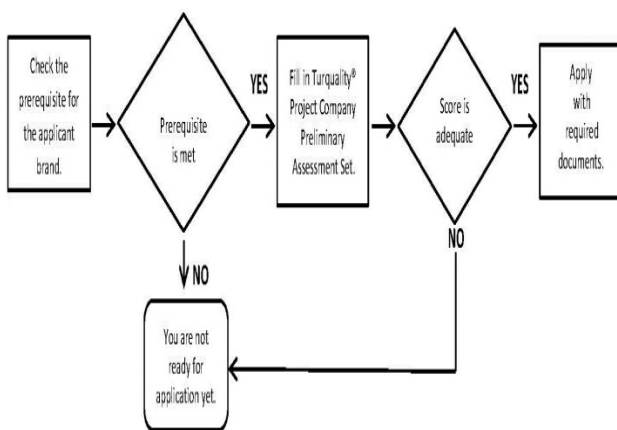 Check the
prerequisite for
the applicant
brand.
Prerequisite
is met
YES
Fill in Turquality®
Project Company
Preliminary
Assessment Set.
Score is
adequate
YES
Apply
with
required
documents.
NO
NO
You are not
ready for
application yet.